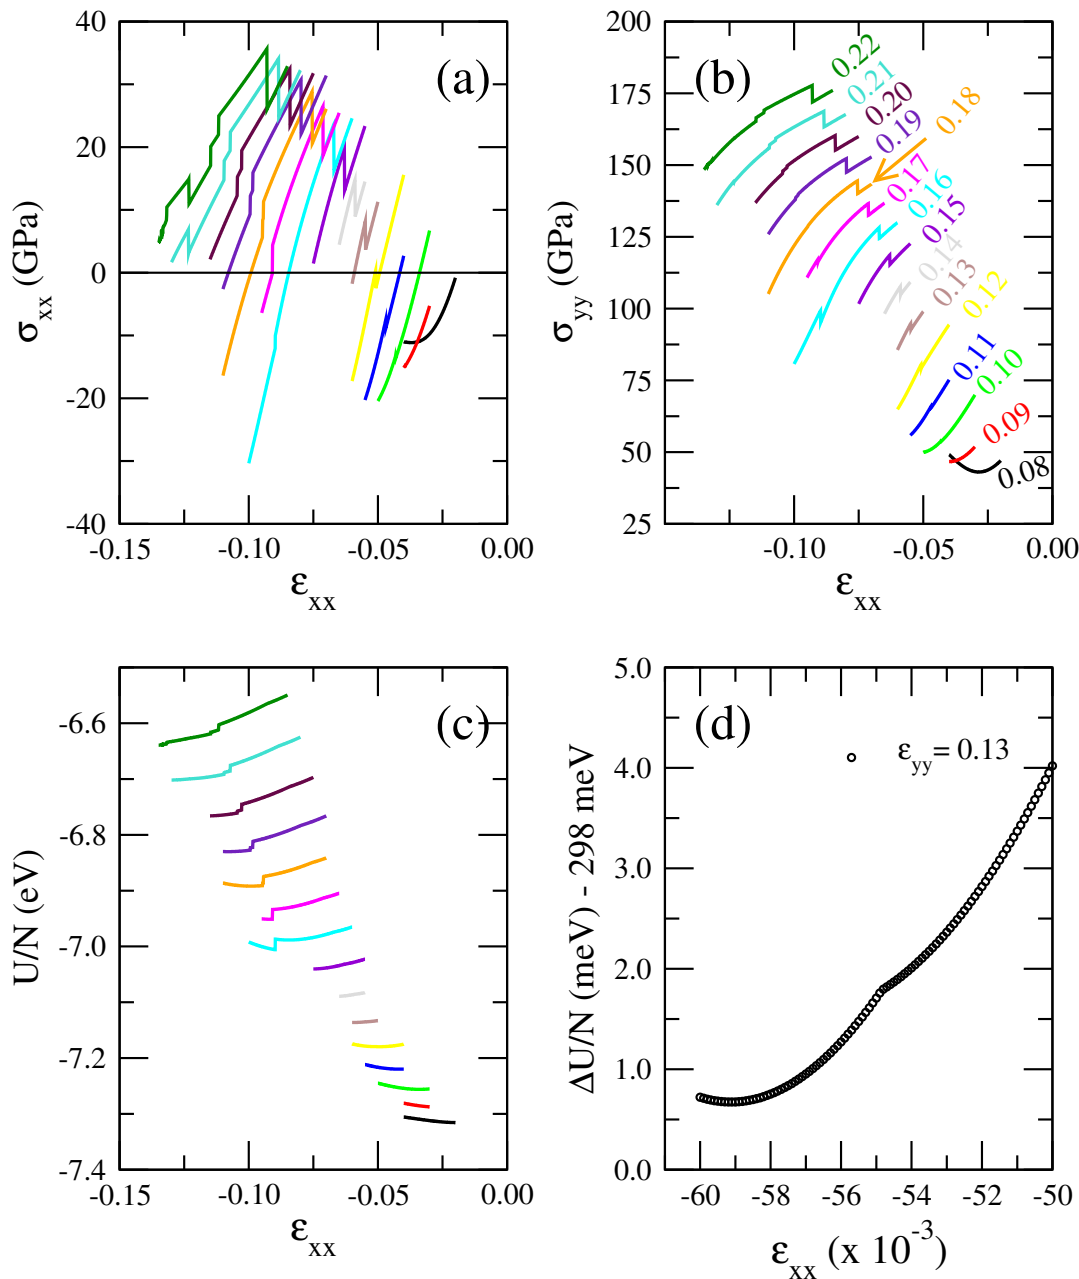 (a)
40
20
0
-20
-40
σxx (GPa)
-0.15 -0.10 -0.05 0.00
εxx
(b)
200
175
150
125
100
75
50
25
σyy (GPa)
0.22
0.21
0.20
0.19
0.18
0.17
0.16
0.15
0.14
0.13
0.12
0.11
0.10
0.09
0.08
-0.10 -0.05 0.00
εxx
(c)
-6.6
-6.8
-7.0
-7.2
-7.4
U/N (eV)
-0.15 -0.10 -0.05 0.00
εxx
(d)
5.0
4.0
3.0
2.0
1.0
0.0
ΔU/N (meV) - 298 meV
εyy = 0.13
-60 -58 -56 -54 -52 -50
εxx (x 10⁻³)